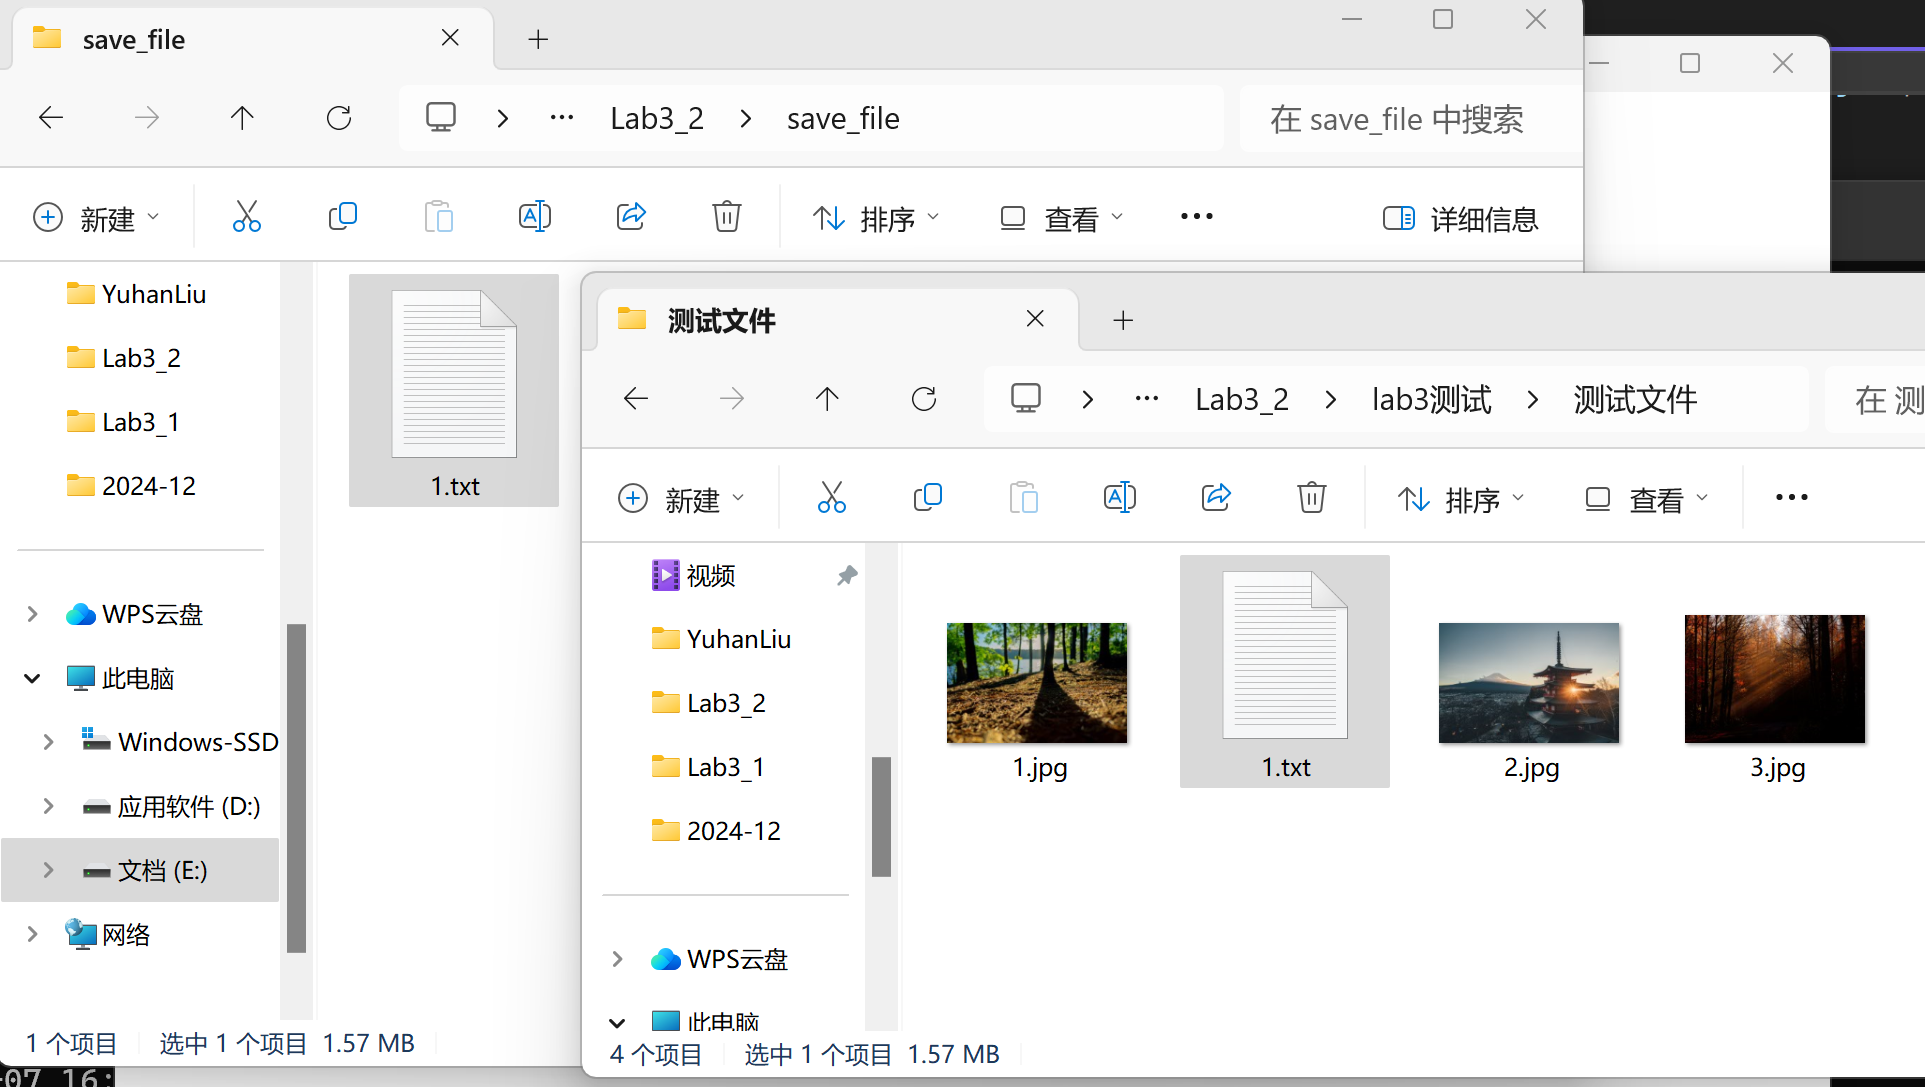 save_file
Lab3_2
save_file
在 save_file 中搜索
新建
排序
查看
详细信息
YuhanLiu
Lab3_2
Lab3_1
2024-12
WPS云盘
此电脑
Windows-SSD
应用软件 (D:)
文档 (E:)
网络
1.txt
1 个项目
选中 1 个项目 1.57 MB
测试文件
Lab3_2
lab3测试
测试文件
在 测
新建
排序
查看
视频
YuhanLiu
Lab3_2
Lab3_1
2024-12
WPS云盘
此电脑
1.jpg
1.txt
2.jpg
3.jpg
4 个项目
选中 1 个项目 1.57 MB
-07 16: